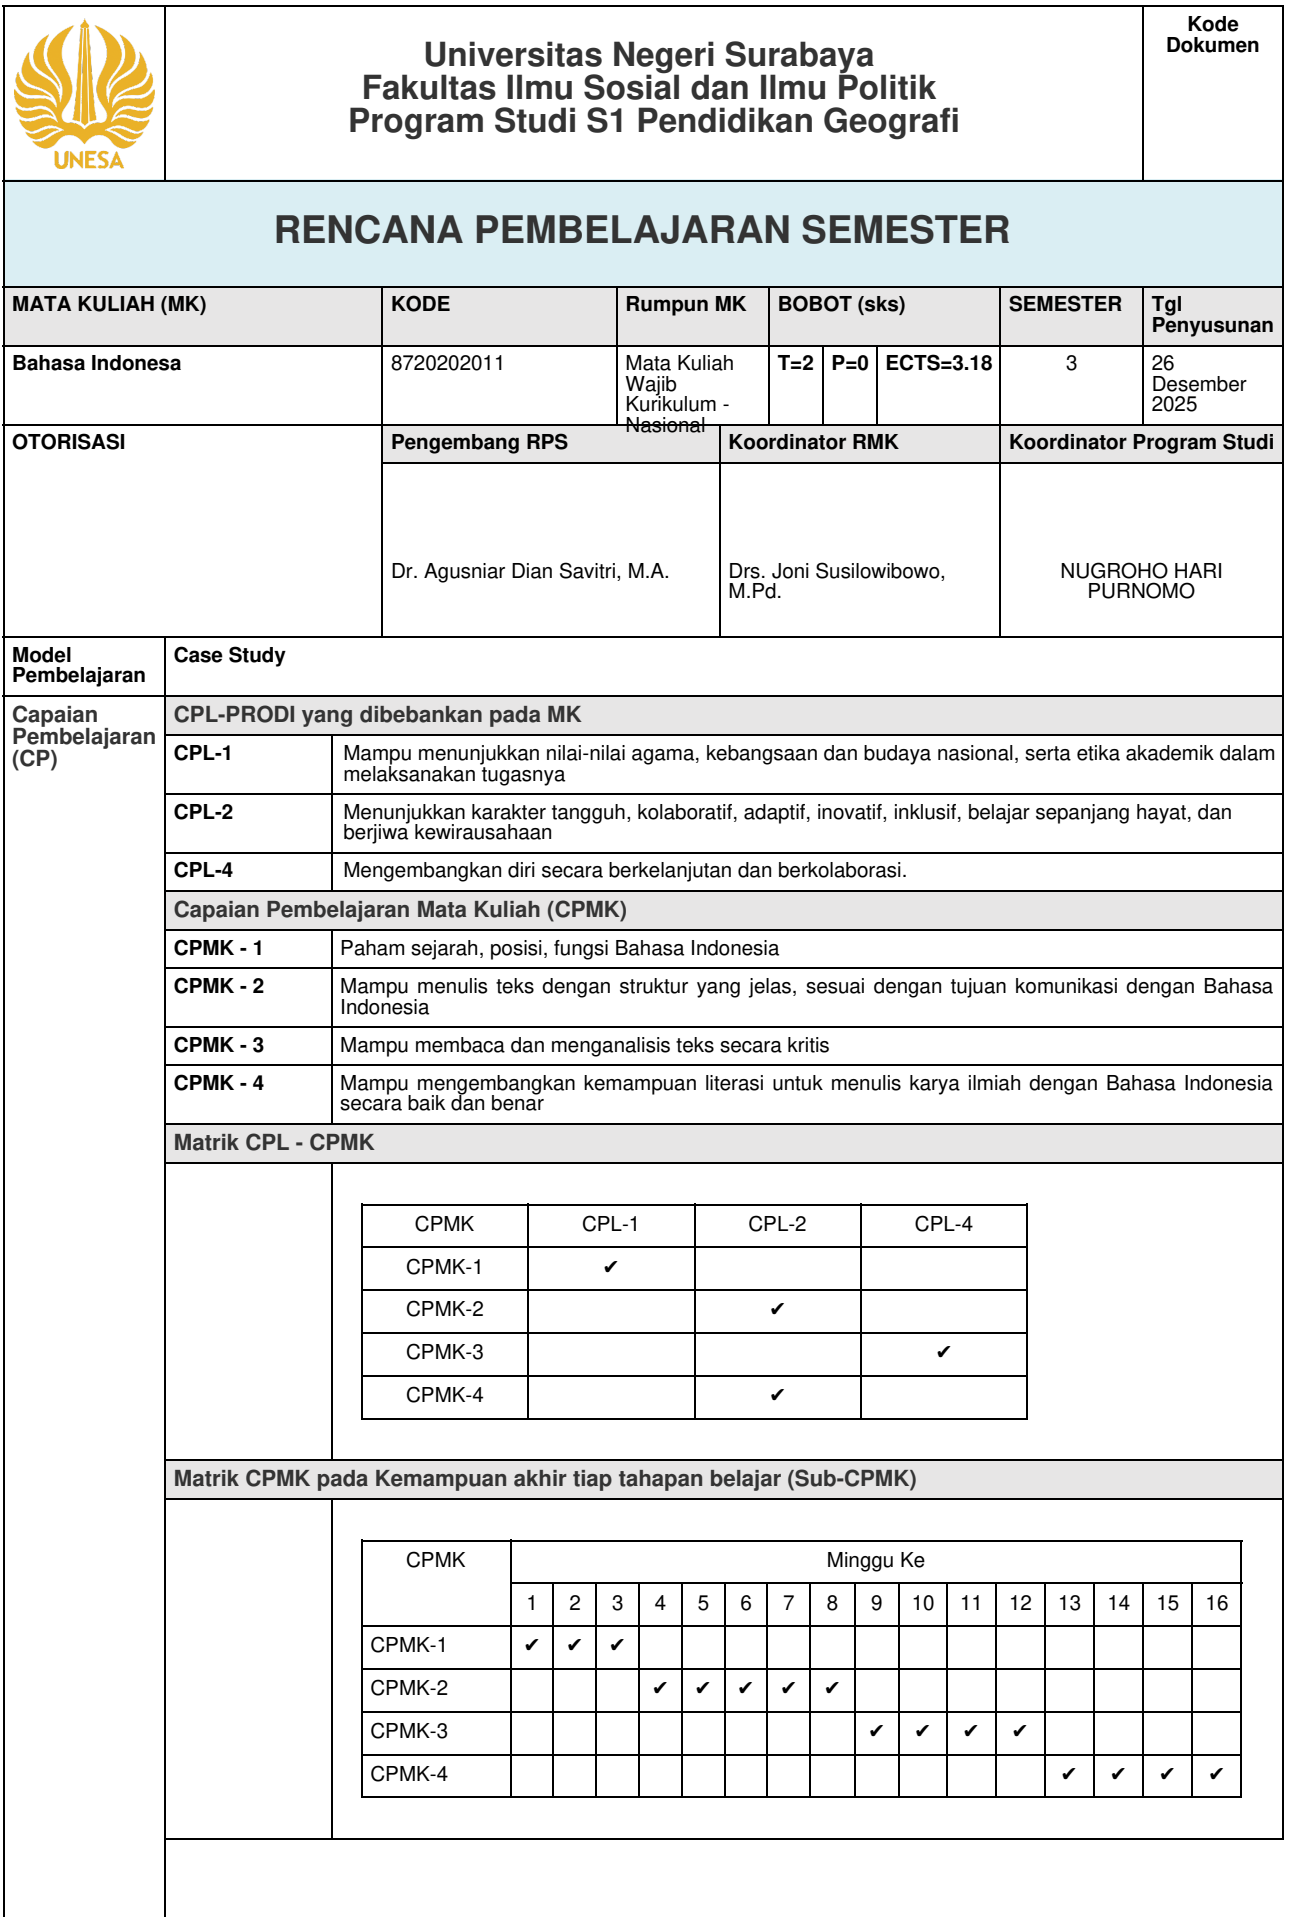 UNESA
Universitas Negeri Surabaya
Fakultas Ilmu Sosial dan Ilmu Politik
Program Studi S1 Pendidikan Geografi
Kode
Dokumen
RENCANA PEMBELAJARAN SEMESTER
MATA KULIAH (MK) KODE Rumpun MK BOBOT (sks) SEMESTER Tgl
Penyusunan
Bahasa Indonesa 8720202011 Mata Kuliah T=2 P=0 ECTS=3.18 3 26
Wajib Desember
Kurikulum - 2025
Nasional
OTORISASI Pengembang RPS Koordinator RMK Koordinator Program Studi
Dr. Agusniar Dian Savitri, M.A. Drs. Joni Susilowibowo, NUGROHO HARI
M.Pd. PURNOMO
Model Case Study
Pembelajaran
Capaian CPL-PRODI yang dibebankan pada MK
Pembelajaran
(CP)
CPL-1 Mampu menunjukkan nilai-nilai agama, kebangsaan dan budaya nasional, serta etika akademik dalam
melaksanakan tugasnya
CPL-2 Menunjukkan karakter tangguh, kolaboratif, adaptif, inovatif, inklusif, belajar sepanjang hayat, dan
berjiwa kewirausahaan
CPL-4 Mengembangkan diri secara berkelanjutan dan berkolaborasi.
Capaian Pembelajaran Mata Kuliah (CPMK)
CPMK - 1 Paham sejarah, posisi, fungsi Bahasa Indonesia
CPMK - 2 Mampu menulis teks dengan struktur yang jelas, sesuai dengan tujuan komunikasi dengan Bahasa
Indonesia
CPMK - 3 Mampu membaca dan menganalisis teks secara kritis
CPMK - 4 Mampu mengembangkan kemampuan literasi untuk menulis karya ilmiah dengan Bahasa Indonesia
secara baik dan benar
Matrik CPL - CPMK
CPMK CPL-1 CPL-2 CPL-4
CPMK-1 ✔
CPMK-2 ✔
CPMK-3 ✔
CPMK-4 ✔
Matrik CPMK pada Kemampuan akhir tiap tahapan belajar (Sub-CPMK)
CPMK Minggu Ke
1 2 3 4 5 6 7 8 9 10 11 12 13 14 15 16
CPMK-1 ✔ ✔ ✔
CPMK-2 ✔ ✔ ✔ ✔ ✔
CPMK-3 ✔ ✔ ✔ ✔
CPMK-4 ✔ ✔ ✔ ✔